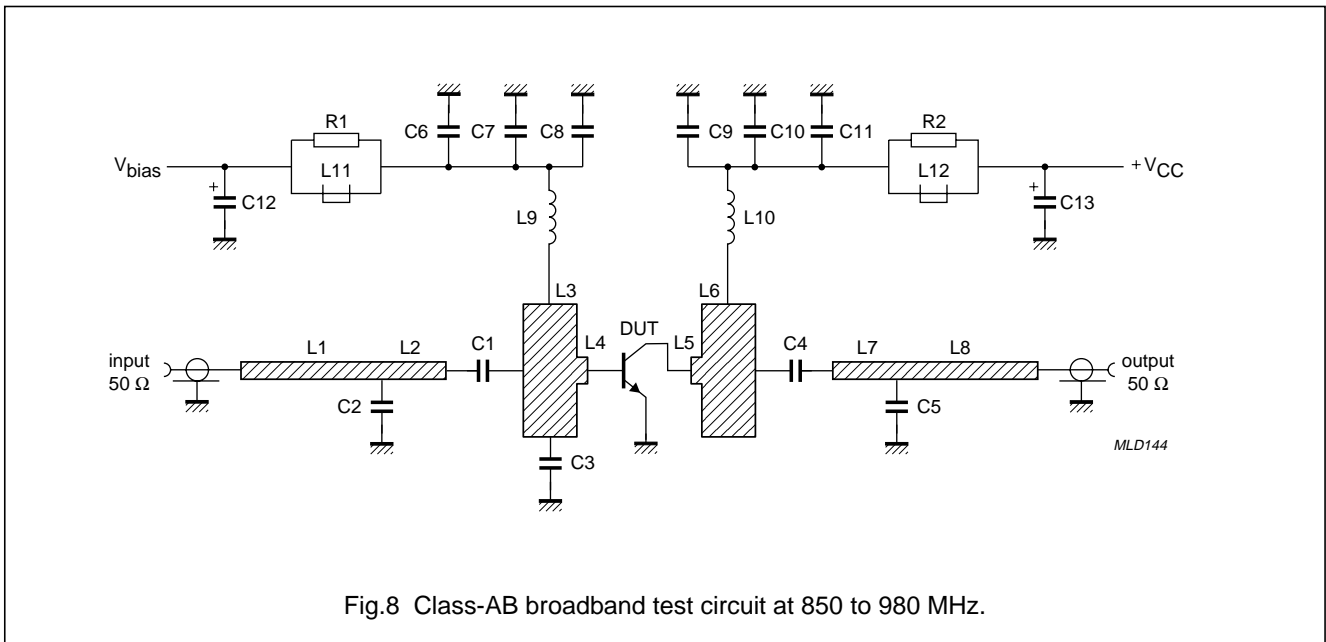 R1
C6
C7
C8
C9
C10
C11
R2
V_bias
L11
L12
+VCC
+
C12
L9
L10
+
C13
L3
L6
input
50 Ω
L1
L2
C1
L4
DUT
L5
C4
L7
L8
output
50 Ω
C2
C5
C3
MLD144
Fig.8 Class-AB broadband test circuit at 850 to 980 MHz.